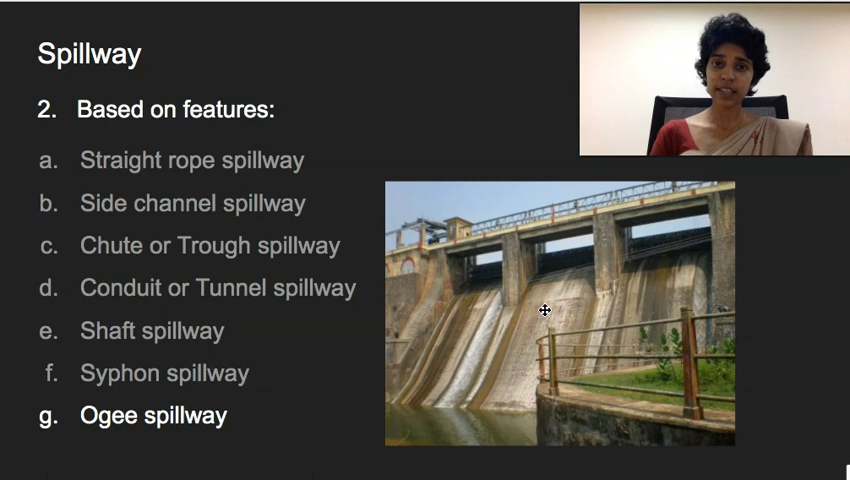 Spillway
2. Based on features:
a. Straight rope spillway
b. Side channel spillway
c. Chute or Trough spillway
d. Conduit or Tunnel spillway
e. Shaft spillway
f. Syphon spillway
g. Ogee spillway